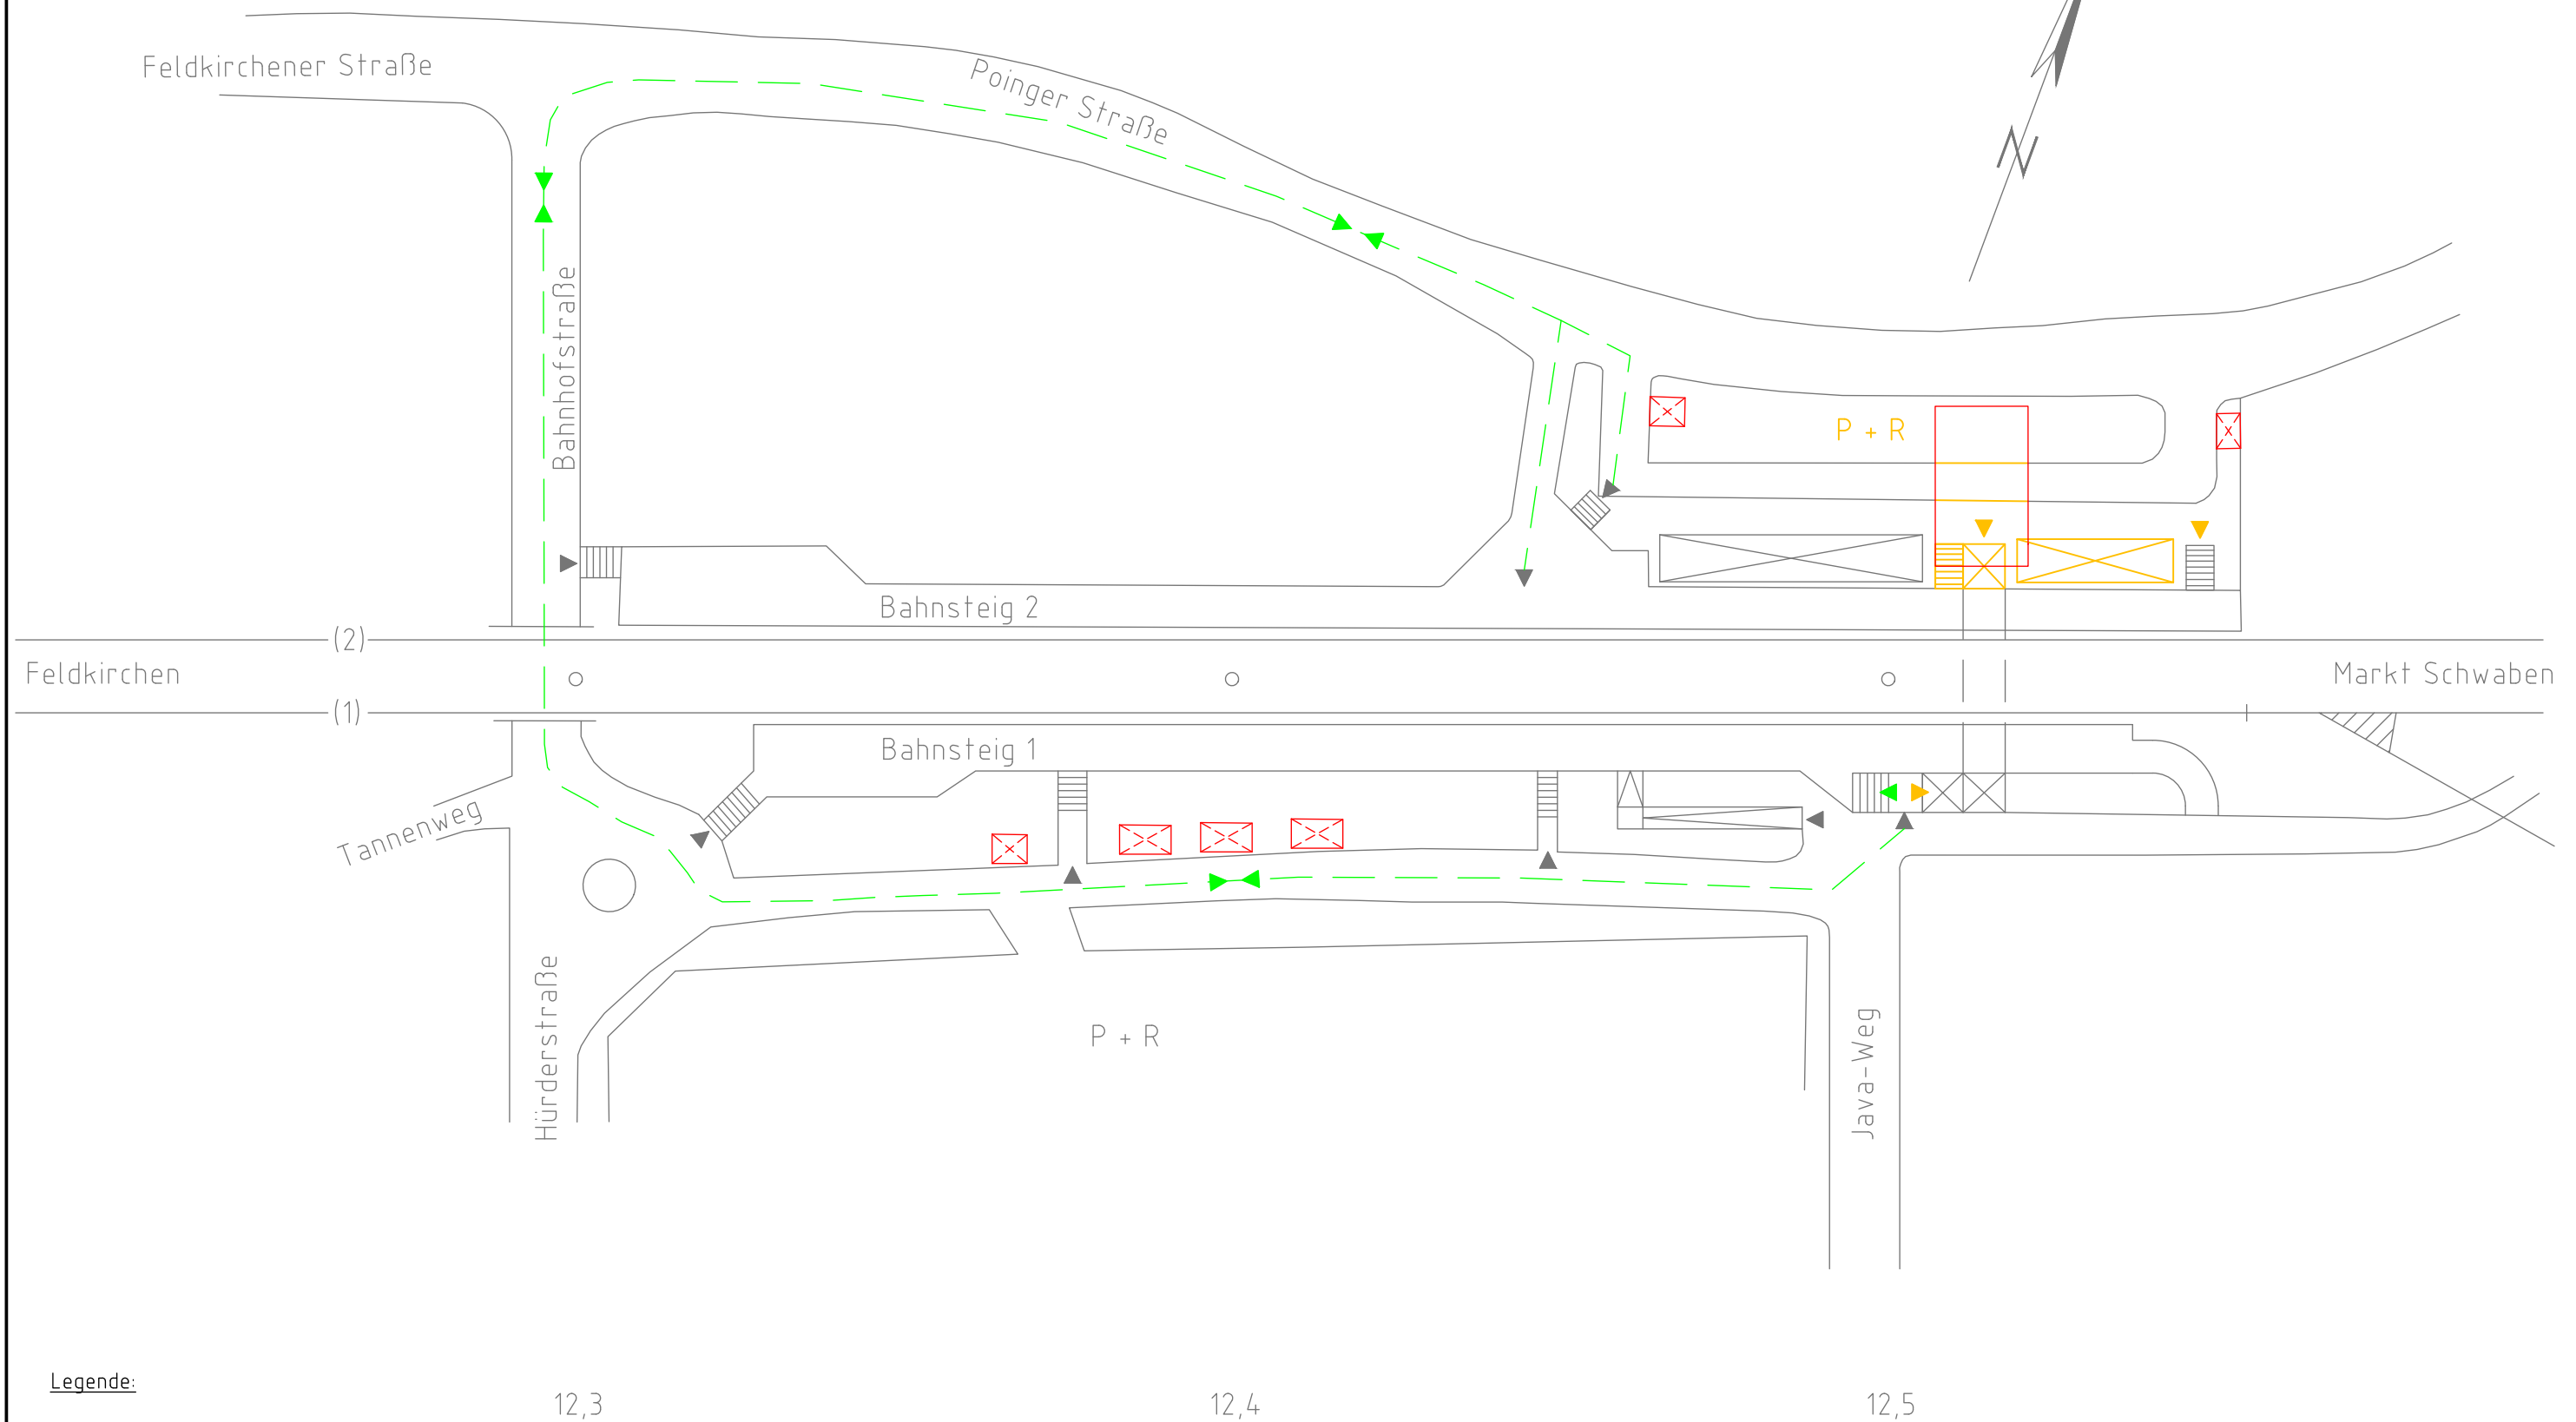 Feldkirchener Straße
Poinger Straße
N
Bahnhofstraße
P + R
Bahnsteig 2
(2)
Feldkirchen
Markt Schwaben
(1)
Bahnsteig 1
Tannenweg
Hürderstraße
P + R
Java-Weg
Legende:
12,3
12,4
12,5